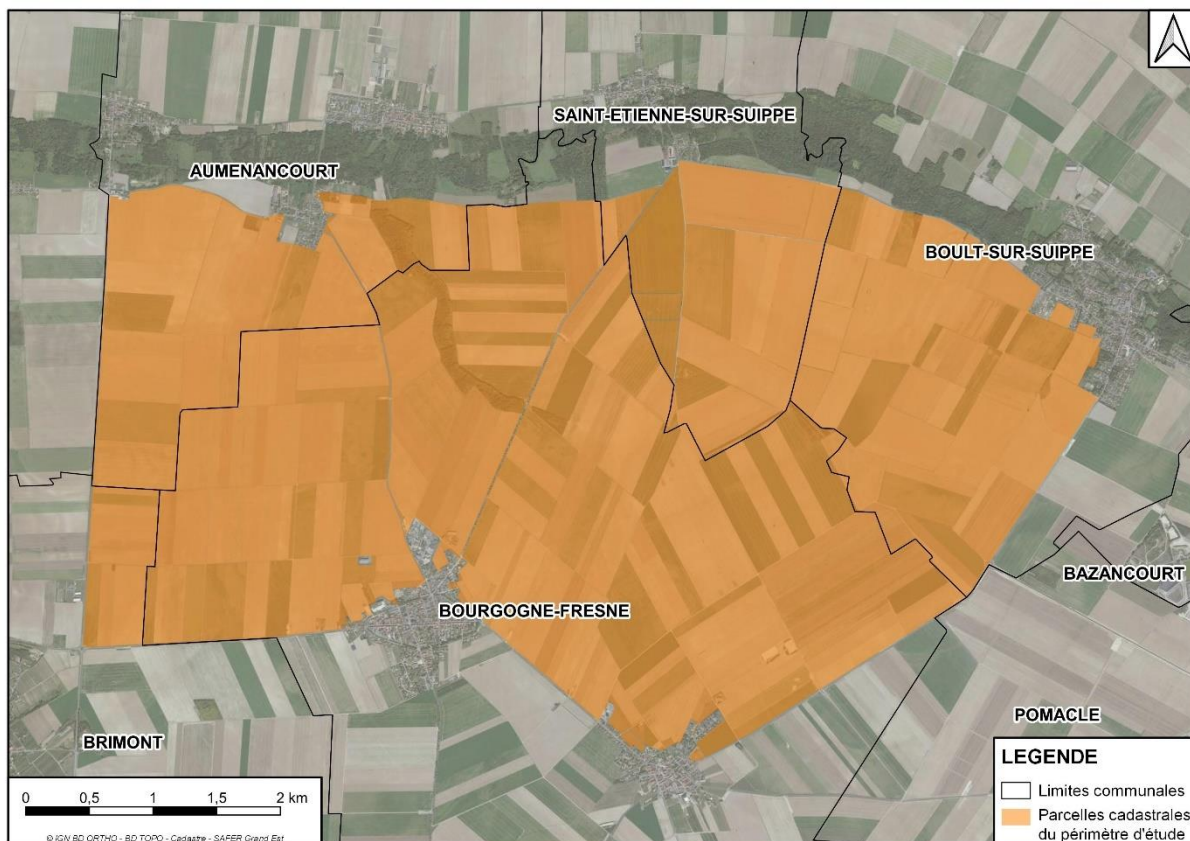 SAINT-ETIENNE-SUR-SUIPPE
AUMENANCOURT
BOULT-SUR-SUIPPE
BAZANCOURT
BOURGOGNE-FRESNE
POMACLE
BRIMONT
LEGENDE
Limites communales
Parcelles cadastrales
du périmètre d'étude
0 0,5 1 1,5 2 km
© IGN BD ORTHO - BD TOPO - Cadastre - SAFER Grand Est